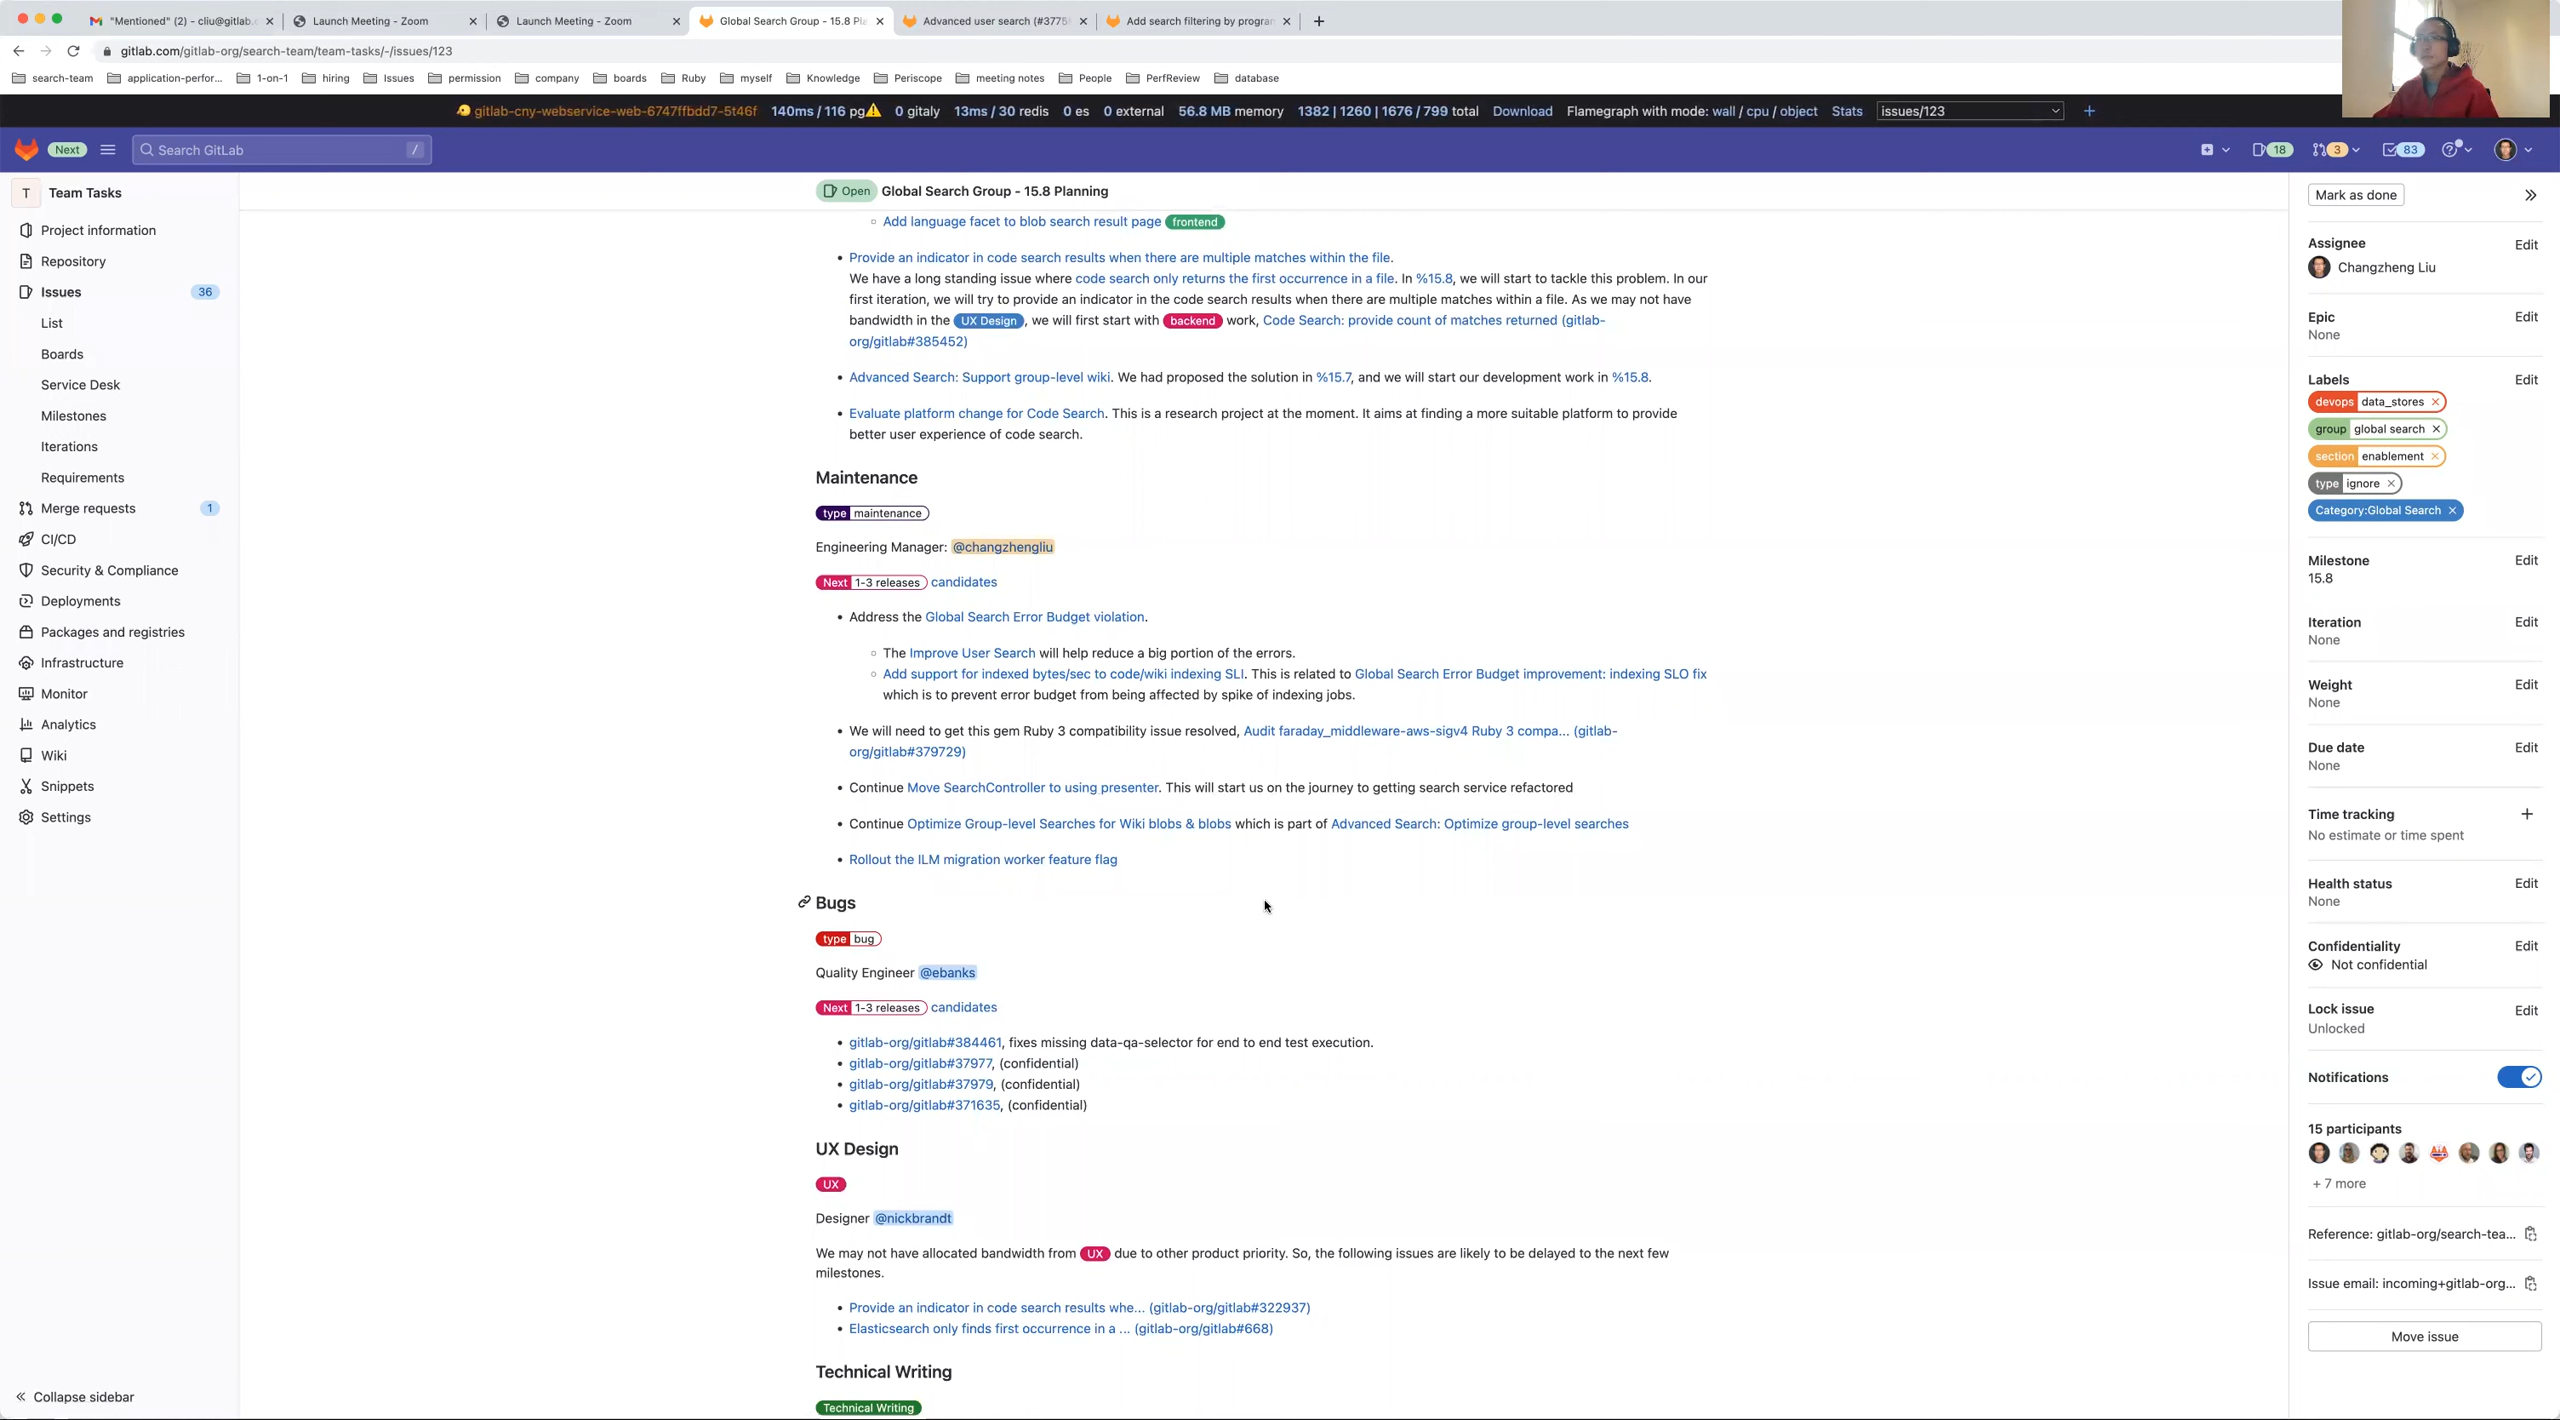 "Mentioned" (2) - cliu@gitlab.c
Launch Meeting - Zoom
Launch Meeting - Zoom
Global Search Group - 15.8 Pla
Advanced user search (#3775
Add search filtering by program
gitlab.com/gitlab-org/search-team/team-tasks/-/issues/123
search-team
application-perfor...
1-on-1
hiring
Issues
permission
company
boards
Ruby
myself
Knowledge
Periscope
meeting notes
People
PerfReview
database
gitlab-cny-webservice-web-6747ffbdd7-5t46f 140ms / 116 pg 0 gitaly 13ms / 30 redis 0 es 0 external 56.8 MB memory 1382 | 1260 | 1676 / 799 total Download Flamegraph with mode: wall / cpu / object Stats issues/123 +
Next
Search GitLab /
18
3
83
T Team Tasks
Project information
Repository
Issues 36
List
Boards
Service Desk
Milestones
Iterations
Requirements
Merge requests 1
CI/CD
Security & Compliance
Deployments
Packages and registries
Infrastructure
Monitor
Analytics
Wiki
Snippets
Settings
Collapse sidebar
Open Global Search Group - 15.8 Planning
Add language facet to blob search result page frontend
Provide an indicator in code search results when there are multiple matches within the file.
We have a long standing issue where code search only returns the first occurrence in a file. In %15.8, we will start to tackle this problem. In our
first iteration, we will try to provide an indicator in the code search results when there are multiple matches within a file. As we may not have
bandwidth in the UX Design, we will first start with backend work, Code Search: provide count of matches returned (gitlab-
org/gitlab#385452)
Advanced Search: Support group-level wiki. We had proposed the solution in %15.7, and we will start our development work in %15.8.
Evaluate platform change for Code Search. This is a research project at the moment. It aims at finding a more suitable platform to provide
better user experience of code search.
Maintenance
type maintenance
Engineering Manager: @changzhengliu
Next 1-3 releases candidates
Address the Global Search Error Budget violation.
The Improve User Search will help reduce a big portion of the errors.
Add support for indexed bytes/sec to code/wiki indexing SLI. This is related to Global Search Error Budget improvement: indexing SLO fix
which is to prevent error budget from being affected by spike of indexing jobs.
We will need to get this gem Ruby 3 compatibility issue resolved, Audit faraday_middleware-aws-sigv4 Ruby 3 compa... (gitlab-
org/gitlab#379729)
Continue Move SearchController to using presenter. This will start us on the journey to getting search service refactored
Continue Optimize Group-level Searches for Wiki blobs & blobs which is part of Advanced Search: Optimize group-level searches
Rollout the ILM migration worker feature flag
Bugs
type bug
Quality Engineer @ebanks
Next 1-3 releases candidates
gitlab-org/gitlab#384461, fixes missing data-qa-selector for end to end test execution.
gitlab-org/gitlab#37977, (confidential)
gitlab-org/gitlab#37979, (confidential)
gitlab-org/gitlab#371635, (confidential)
UX Design
UX
Designer @nickbrandt
We may not have allocated bandwidth from UX due to other product priority. So, the following issues are likely to be delayed to the next few
milestones.
Provide an indicator in code search results whe... (gitlab-org/gitlab#322937)
Elasticsearch only finds first occurrence in a ... (gitlab-org/gitlab#668)
Technical Writing
Technical Writing
Mark as done
Assignee Edit
Changzheng Liu
Epic Edit
None
Labels Edit
devops data_stores
group global search
section enablement
type ignore
Category:Global Search
Milestone Edit
15.8
Iteration Edit
None
Weight Edit
None
Due date Edit
None
Time tracking +
No estimate or time spent
Health status Edit
None
Confidentiality Edit
Not confidential
Lock issue Edit
Unlocked
Notifications
15 participants
+ 7 more
Reference: gitlab-org/search-tea...
Issue email: incoming+gitlab-org...
Move issue